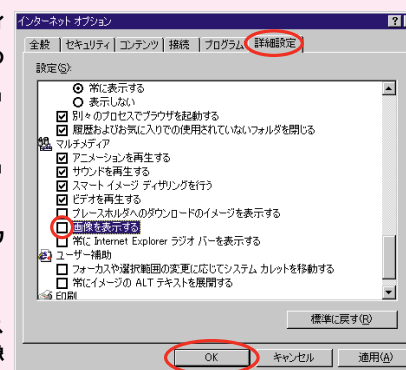 インターネット オプション
全般 セキュリティ コンテンツ 接続 プログラム 詳細設定
設定(S):
常に表示する
表示しない
別々のプロセスでブラウザを起動する
履歴およびお気に入りでの使用されていないフォルダを閉じる
マルチメディア
アニメーションを再生する
サウンドを再生する
スマート イメージ ディザリングを行う
ビデオを再生する
プレースホルダへのダウンロードのイメージを表示する
画像を表示する
常に Internet Explorer ラジオ バーを表示する
ユーザー補助
フォーカスや選択範囲の変更に応じてシステム カレットを移動する
常にイメージの ALT テキストを展開する
印刷
標準に戻す(R)
OK キャンセル 適用(A)